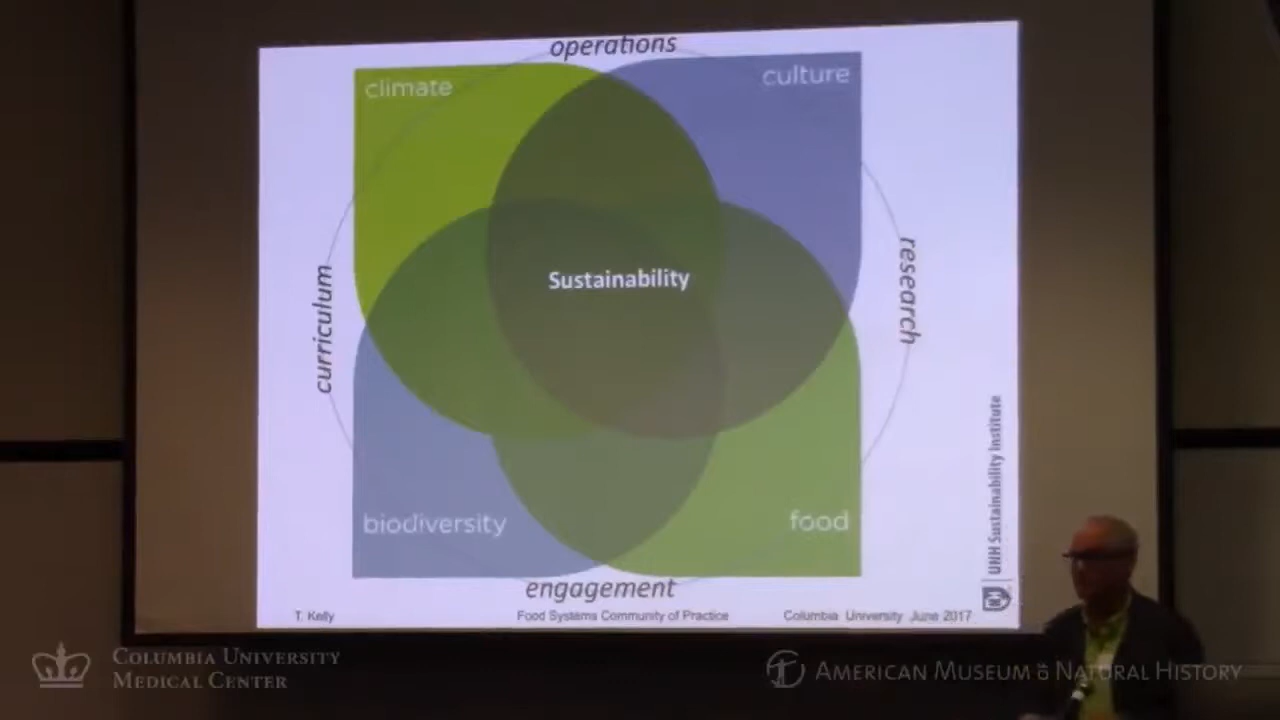 operations
climate
culture
Sustainability
curriculum
research
biodiversity
food
engagement
UNH Sustainability Institute
T. Kelly
Food Systems Community of Practice
Columbia University June 2017
COLUMBIA UNIVERSITY
MEDICAL CENTER
AMERICAN MUSEUM OF NATURAL HISTORY